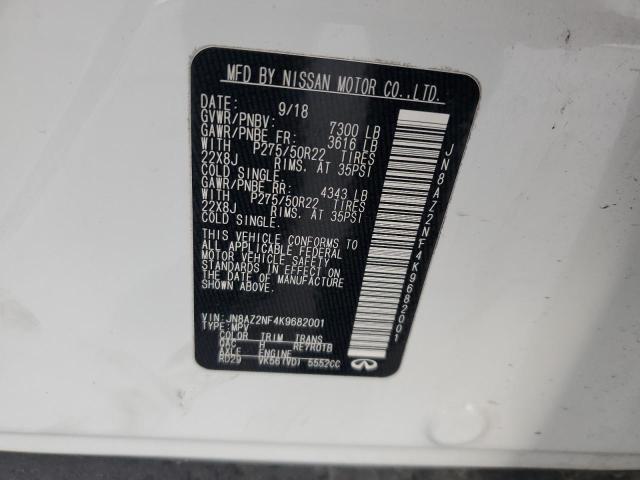 MFD BY NISSAN MOTOR CO.,LTD.
DATE: 9/18
GVWR/PNBV: 7300 LB
GAWR/PNBE FR: 3616 LB
WITH P275/50R22 TIRES
22X8J RIMS. AT 35PSI
COLD SINGLE.
GAWR/PNBE RR: 4343 LB
WITH P275/50R22 TIRES
22X8J RIMS. AT 35PSI
COLD SINGLE.
THIS VEHICLE CONFORMS TO
ALL APPLICABLE FEDERAL
MOTOR VEHICLE SAFETY
STANDARDS IN EFFECT ON
THE DATE OF MANUFACTURE
SHOWN ABOVE.
VIN: JN8AZ2NF4K9682001
TYPE:MPV
COLOR TRIM TRANS
QAC H RE7R01B
AXLE ENGINE
RD29 VK56(VD) 5552CC
JN8AZ2NF4K9682001